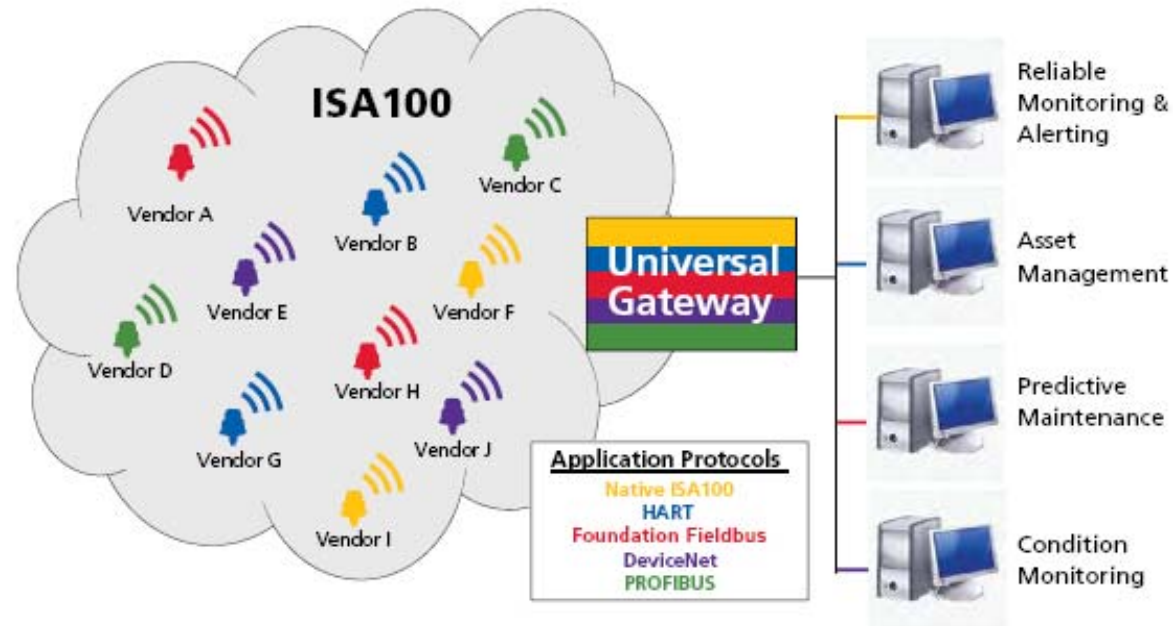 ISA100
Vendor A
Vendor B
Vendor C
Vendor D
Vendor E
Vendor F
Vendor G
Vendor H
Vendor J
Vendor I
Universal
Gateway
Application Protocols
Native ISA100
HART
Foundation Fieldbus
DeviceNet
PROFIBUS
Reliable
Monitoring &
Alerting
Asset
Management
Predictive
Maintenance
Condition
Monitoring